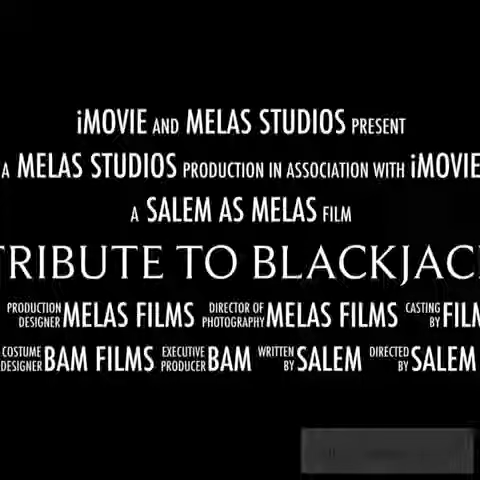 iMOVIE AND MELAS STUDIOS PRESENT
A MELAS STUDIOS PRODUCTION IN ASSOCIATION WITH iMOVIE
A SALEM AS MELAS FILM
TRIBUTE TO BLACKJAC
PRODUCTION DESIGNER MELAS FILMS DIRECTOR OF PHOTOGRAPHY MELAS FILMS CASTING BY FILM
COSTUME DESIGNER BAM FILMS EXECUTIVE PRODUCER BAM WRITTEN BY SALEM DIRECTED BY SALEM